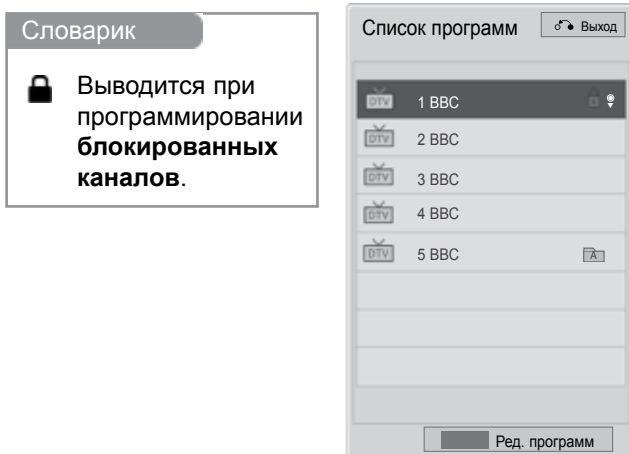 Словарик
Выводится при
программировании
блокированных
каналов.
Список программ
Выход
DTV 1 BBC
DTV 2 BBC
DTV 3 BBC
DTV 4 BBC
DTV 5 BBC A
Ред. программ